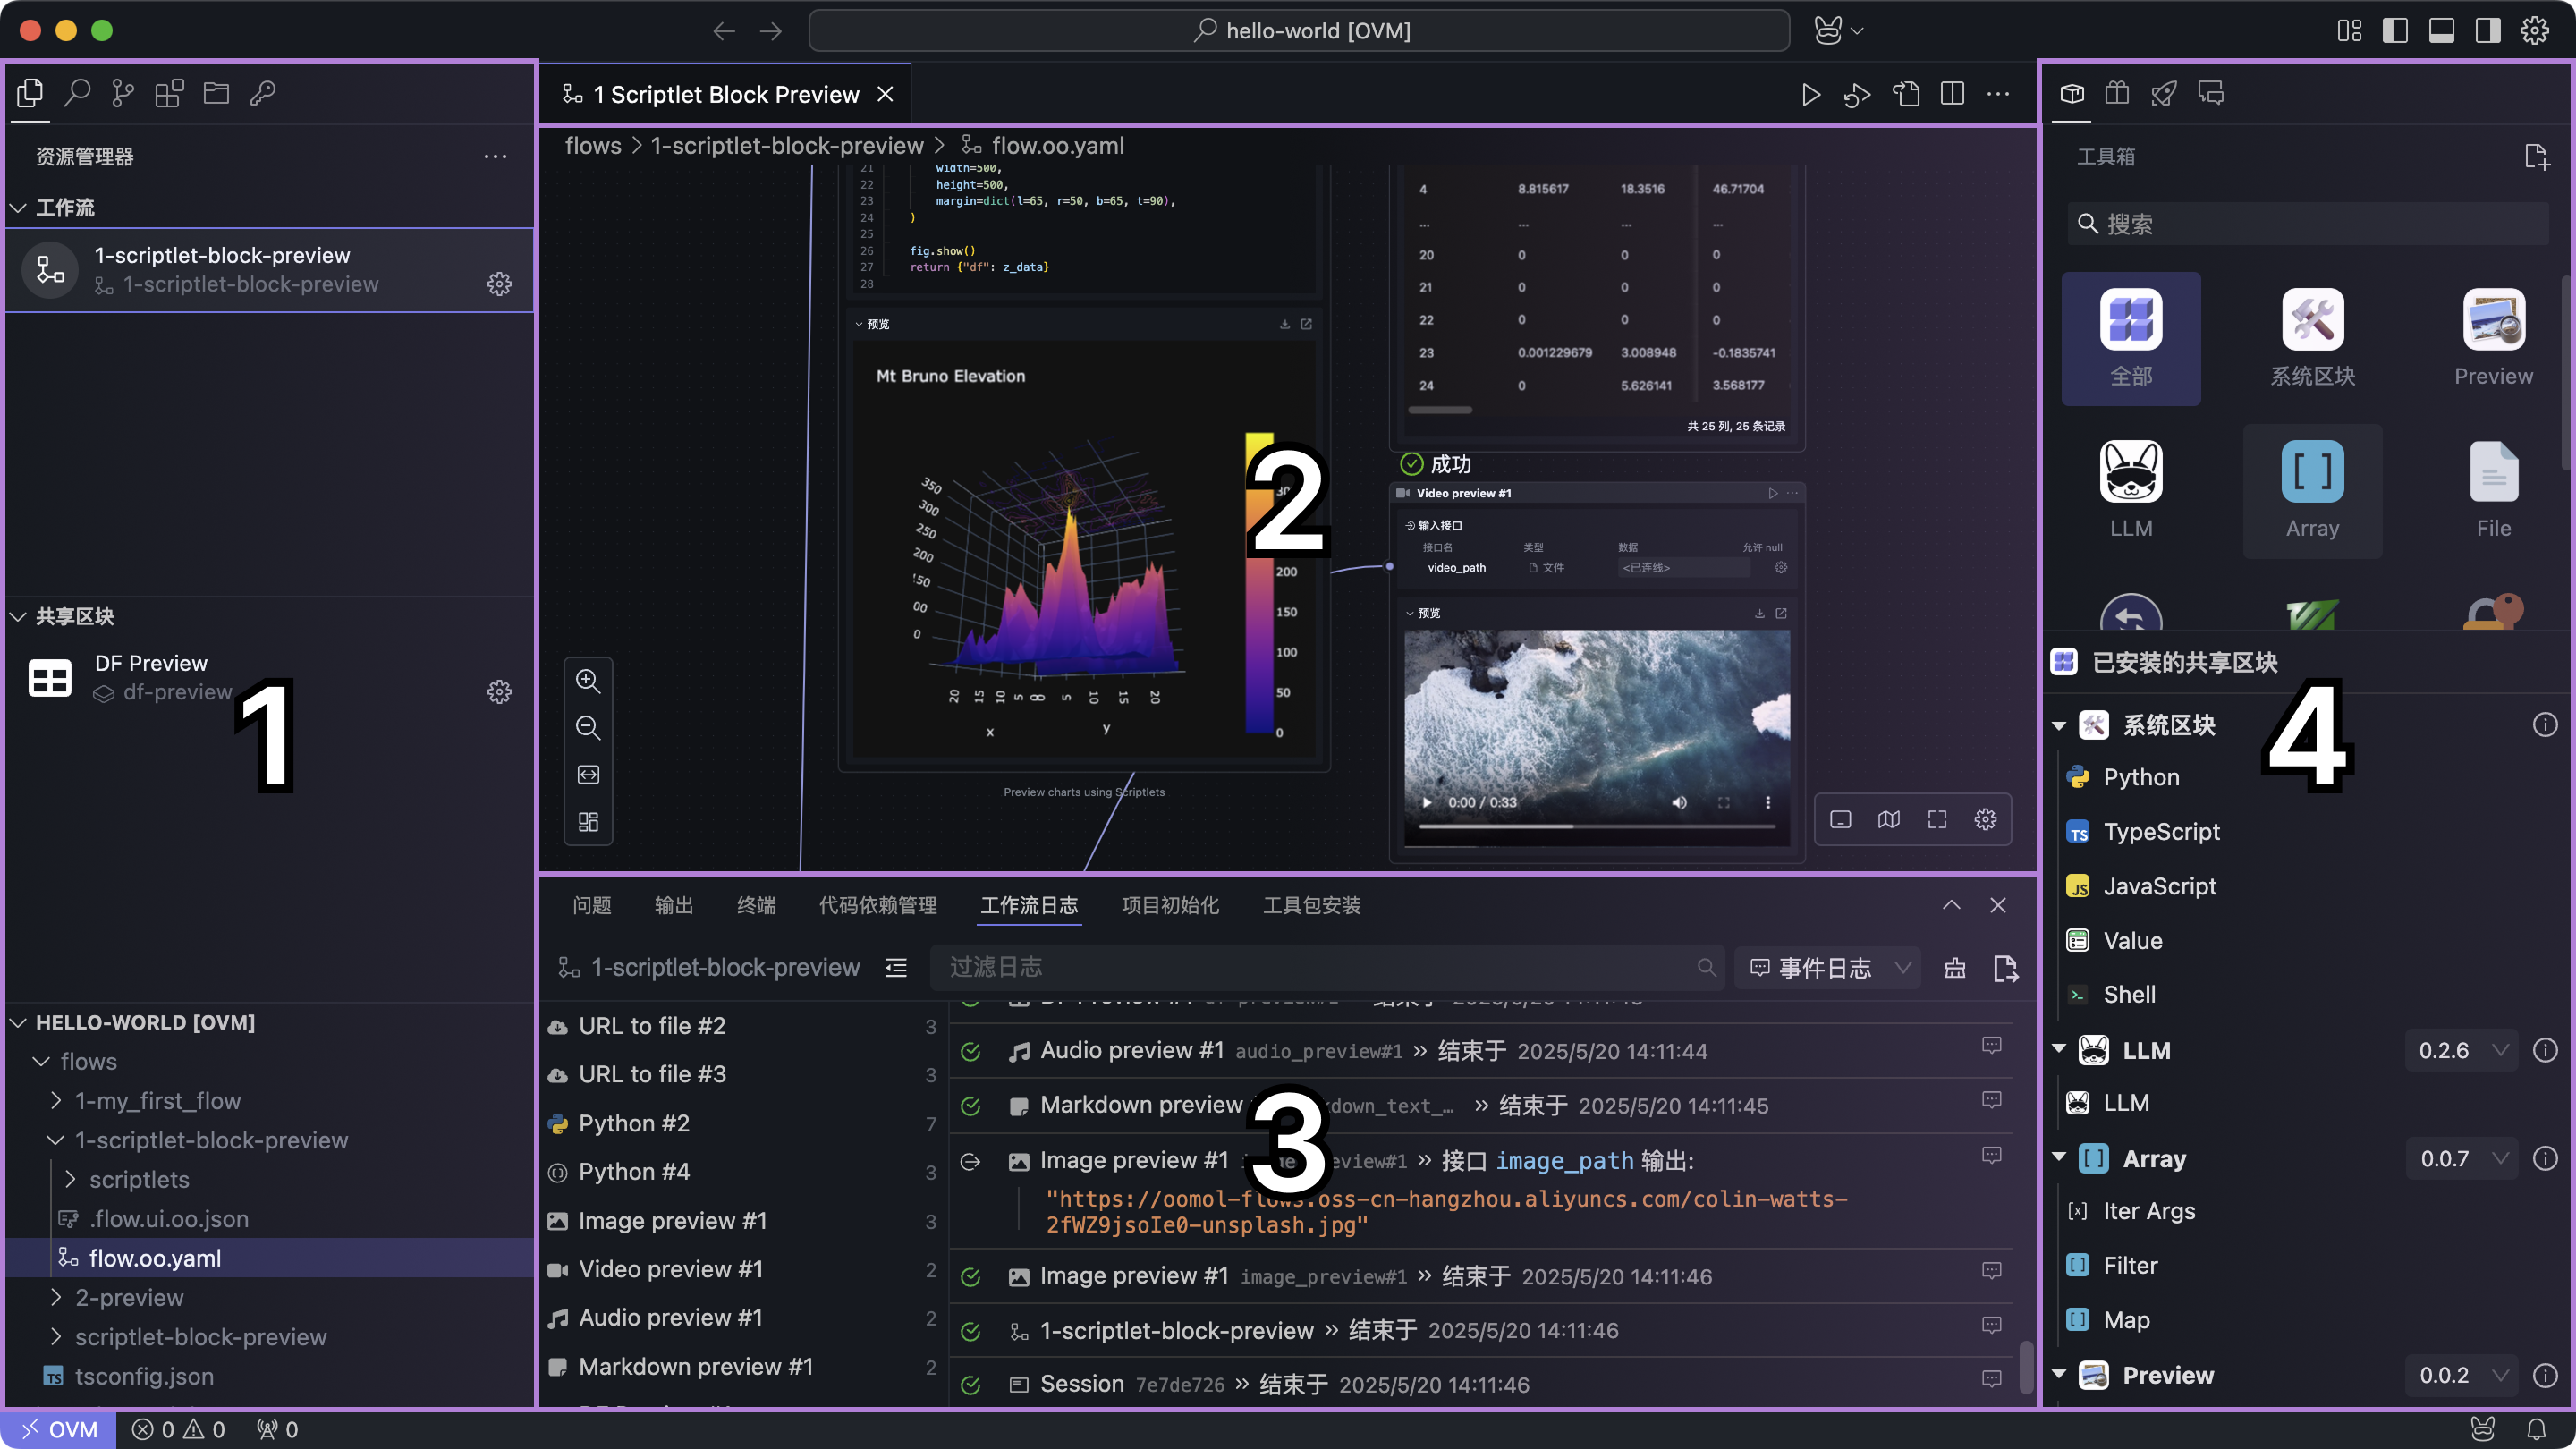 hello-world [OVM]
资源管理器
工作流
1-scriptlet-block-preview
1-scriptlet-block-preview
共享区块
DF Preview
df-preview
1
HELLO-WORLD [OVM]
flows
1-my_first_flow
1-scriptlet-block-preview
scriptlets
.flow.ui.oo.json
flow.oo.yaml
2-preview
scriptlet-block-preview
TS tsconfig.json
1 Scriptlet Block Preview
flows > 1-scriptlet-block-preview > flow.oo.yaml
21 width=500,
22 height=500,
23 margin=dict(l=65, r=50, b=65, t=90),
24 )
25
26 fig.show()
27 return {"df": z_data}
28
预览
Mt Bruno Elevation
350
300
250
200
150
200
150
100
50
0
20 15 10 5 0 0 5 10 15 20
x y
Preview charts using Scriptlets
2
4 8.815617 18.3516 46.71704
... ... ... ...
20 0 0 0
21 0 0 0
22 0 0 0
23 0.001229679 3.008948 -0.1835741
24 0 5.626141 3.568177
共 25 列, 25 条记录
成功
Video preview #1
输入接口
接口名 类型 数据 允许 null
video_path 文件 <已连线>
预览
0:00 / 0:33
问题 输出 终端 代码依赖管理 工作流日志 项目初始化 工具包安装
1-scriptlet-block-preview 过滤日志 事件日志
URL to file #2 3
URL to file #3 3
Python #2 7
Python #4 3
Image preview #1 3
Video preview #1 2
Audio preview #1 2
Markdown preview #1 2
Audio preview #1 audio_preview#1 » 结束于 2025/5/20 14:11:44
Markdown preview down_text_… » 结束于 2025/5/20 14:11:45
Image preview #1 » 接口 image_path 输出:
"https://oomol-flows.oss-cn-hangzhou.aliyuncs.com/colin-watts-
2fWZ9jsoIe0-unsplash.jpg"
Image preview #1 image_preview#1 » 结束于 2025/5/20 14:11:46
1-scriptlet-block-preview » 结束于 2025/5/20 14:11:46
Session 7e7de726 » 结束于 2025/5/20 14:11:46
3
工具箱
搜索
全部 系统区块 Preview
LLM Array File
已安装的共享区块
系统区块
Python
TS TypeScript
JS JavaScript
Value
Shell
LLM 0.2.6
LLM
Array 0.0.7
Iter Args
Filter
Map
Preview 0.0.2
4
OVM 0 0 0